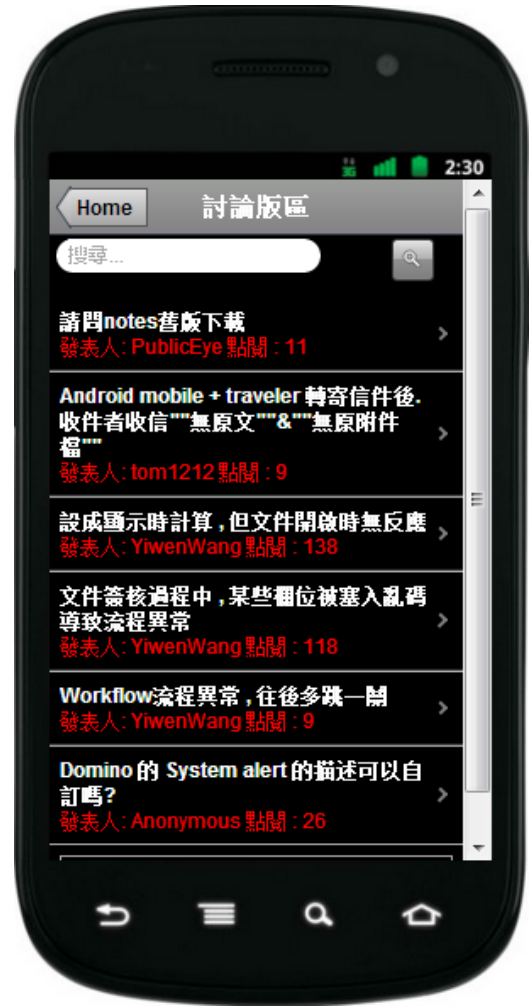 3G 2:30
Home 討論版區
搜尋...
請問notes舊版下載
發表人: PublicEye 點閱 : 11
Android mobile + traveler 轉寄信件後.
收件者收信""無原文""&""無原附件
檔""
發表人: tom1212 點閱 : 9
設成顯示時計算 , 但文件開啟時無反應
發表人: YiwenWang 點閱 : 138
文件簽核過程中 , 某些欄位被塞入亂碼
導致流程異常
發表人: YiwenWang 點閱 : 118
Workflow流程異常 , 往後多跳一關
發表人: YiwenWang 點閱 : 9
Domino 的 System alert 的描述可以自
訂嗎?
發表人: Anonymous 點閱 : 26